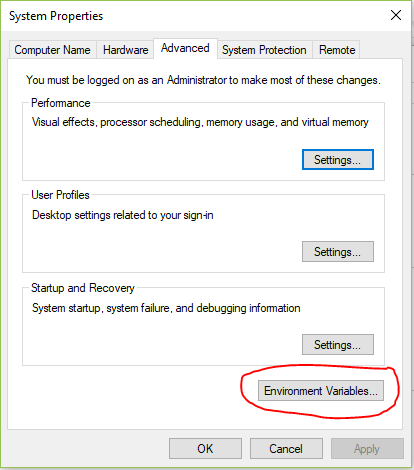 System Properties
Computer Name Hardware Advanced System Protection Remote
You must be logged on as an Administrator to make most of these changes.
Performance
Visual effects, processor scheduling, memory usage, and virtual memory
Settings...
User Profiles
Desktop settings related to your sign-in
Settings...
Startup and Recovery
System startup, system failure, and debugging information
Settings...
Environment Variables...
OK Cancel Apply